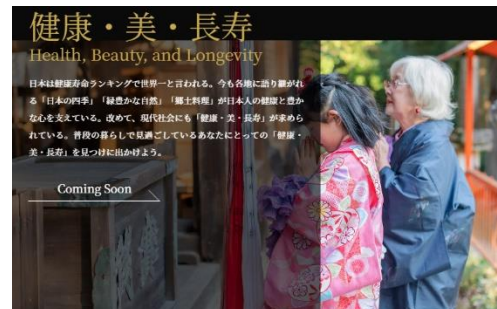 健康・美・長寿
Health, Beauty, and Longevity
日本は健康寿命ランキングで世界一と言われる。今も各地に語り継がれ
る「日本の四季」「緑豊かな自然」「郷土料理」が日本人の健康と豊か
な心を支えている。改めて、現代社会にも「健康・美・長寿」が求めら
れている。普段の暮らしで見過ごしているあなたにとっての「健康・
美・長寿」を見つけに出かけよう。
Coming Soon